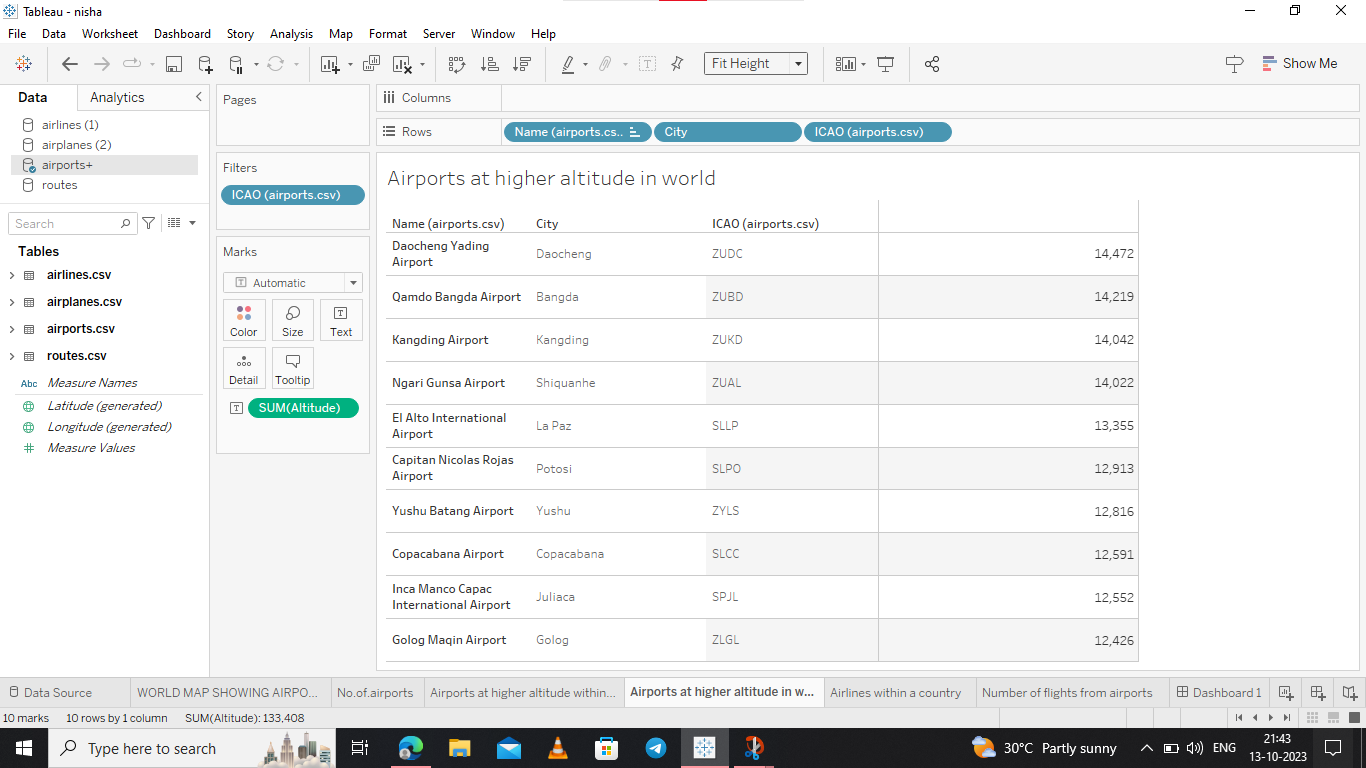 Tableau - nisha
File Data Worksheet Dashboard Story Analysis Map Format Server Window Help
Fit Height
Show Me
Data Analytics
airlines (1)
airplanes (2)
airports+
routes
Search
Tables
airlines.csv
airplanes.csv
airports.csv
routes.csv
Abc Measure Names
Latitude (generated)
Longitude (generated)
# Measure Values
Pages
Filters
ICAO (airports.csv)
Marks
T Automatic
Color Size Text
Detail Tooltip
T SUM(Altitude)
Columns
Rows Name (airports.cs.. City ICAO (airports.csv)
Airports at higher altitude in world
Name (airports.csv) City ICAO (airports.csv)
Daocheng Yading
Airport Daocheng ZUDC 14,472
Qamdo Bangda Airport Bangda ZUBD 14,219
Kangding Airport Kangding ZUKD 14,042
Ngari Gunsa Airport Shiquanhe ZUAL 14,022
El Alto International
Airport La Paz SLLP 13,355
Capitan Nicolas Rojas
Airport Potosi SLPO 12,913
Yushu Batang Airport Yushu ZYLS 12,816
Copacabana Airport Copacabana SLCC 12,591
Inca Manco Capac
International Airport Juliaca SPJL 12,552
Golog Maqin Airport Golog ZLGL 12,426
Data Source WORLD MAP SHOWING AIRPO... No.of.airports Airports at higher altitude within... Airports at higher altitude in w... Airlines within a country Number of flights from airports Dashboard 1
10 marks 10 rows by 1 column SUM(Altitude): 133,408
Type here to search
30°C Partly sunny
ENG
21:43
13-10-2023